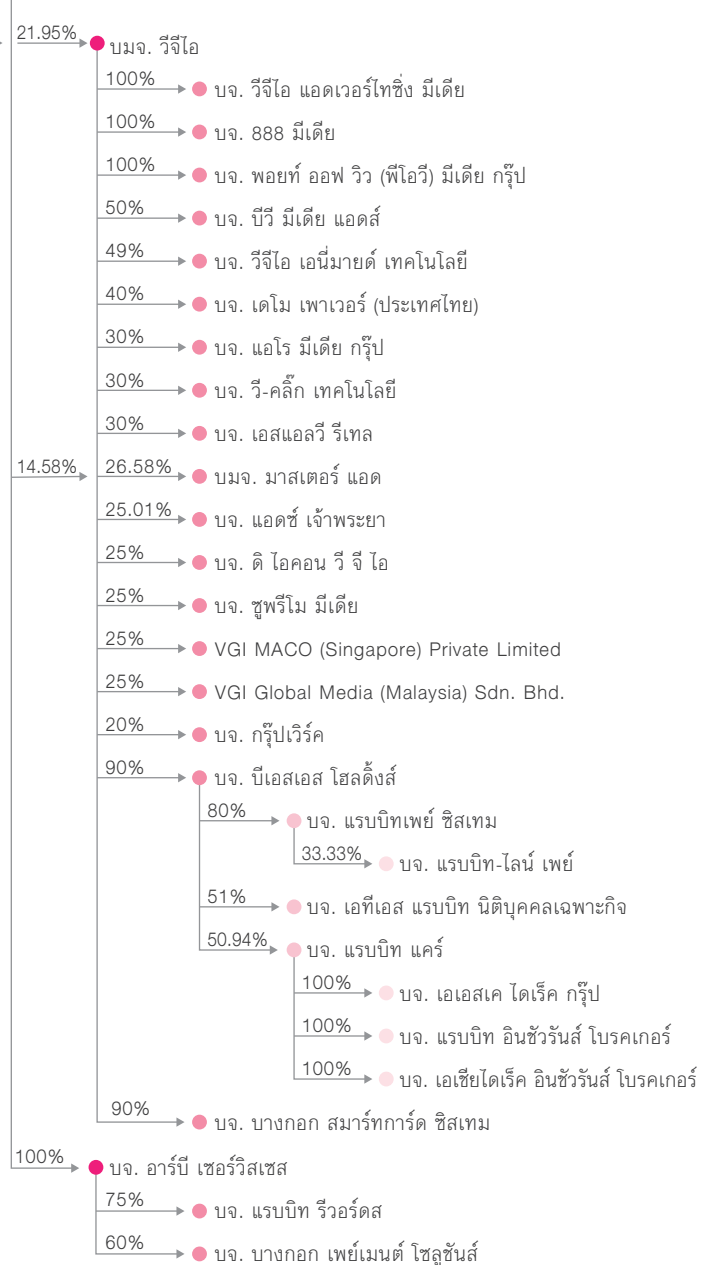 21.95% บมจ. วีจีไอ
100% บจ. วีจีไอ แอดเวอร์ไทซิ่ง มีเดีย
100% บจ. 888 มีเดีย
100% บจ. พอยท์ ออฟ วิว (พีโอวี) มีเดีย กรุ๊ป
50% บจ. บีวี มีเดีย แอดส์
49% บจ. วีจีไอ เอนี่มายด์ เทคโนโลยี
40% บจ. เดโม เพาเวอร์ (ประเทศไทย)
30% บจ. แอโร มีเดีย กรุ๊ป
30% บจ. วี-คลิ๊ก เทคโนโลยี
30% บจ. เอสแอลวี รีเทล
14.58% 26.58% บมจ. มาสเตอร์ แอด
25.01% บจ. แอดซ์ เจ้าพระยา
25% บจ. ดิ ไอคอน วี จี ไอ
25% บจ. ซูพรีโม มีเดีย
25% VGI MACO (Singapore) Private Limited
25% VGI Global Media (Malaysia) Sdn. Bhd.
20% บจ. กรุ๊ปเวิร์ค
90% บจ. บีเอสเอส โฮลดิ้งส์
80% บจ. แรบบิทเพย์ ซิสเทม
33.33% บจ. แรบบิท-ไลน์ เพย์
51% บจ. เอทีเอส แรบบิท นิติบุคคลเฉพาะกิจ
50.94% บจ. แรบบิท แคร์
100% บจ. เอเอสเค ไดเร็ค กรุ๊ป
100% บจ. แรบบิท อินชัวรันส์ โบรคเกอร์
100% บจ. เอเชียไดเร็ค อินชัวรันส์ โบรคเกอร์
90% บจ. บางกอก สมาร์ทการ์ด ซิสเทม
100% บจ. อาร์บี เซอร์วิสเซส
75% บจ. แรบบิท รีวอร์ดส
60% บจ. บางกอก เพย์เมนต์ โซลูชันส์